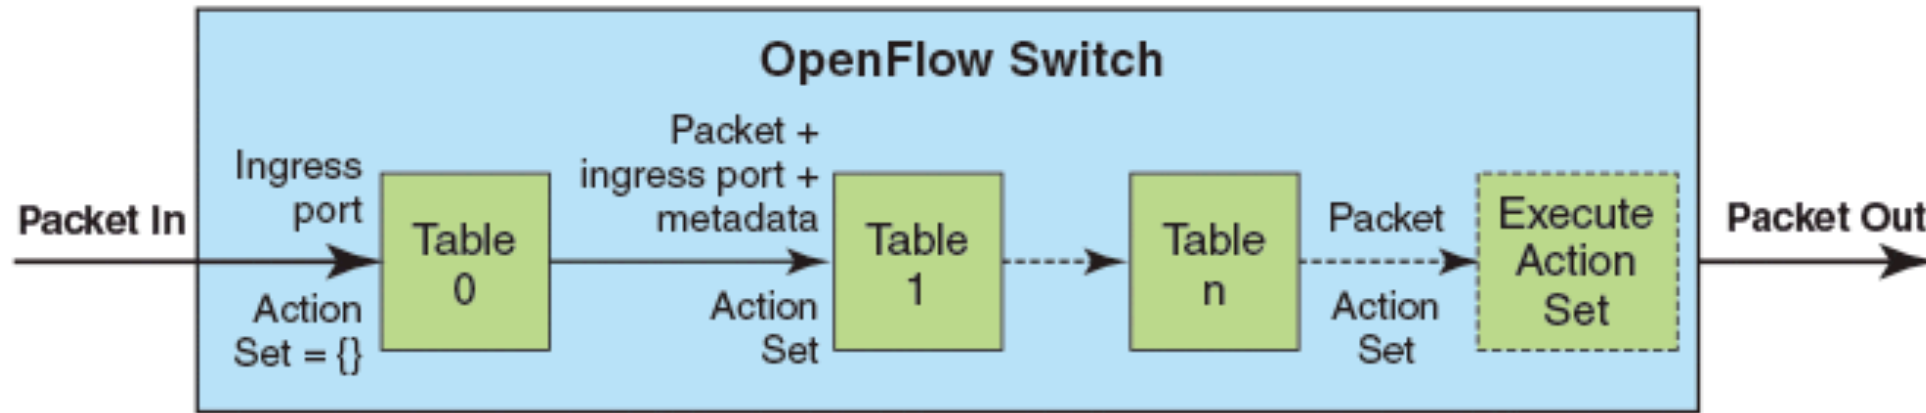 OpenFlow Switch
Packet In
Ingress
port
Action
Set = {}
Table
0
Packet +
ingress port +
metadata
Action
Set
Table
1
Table
n
Packet
Action
Set
Execute
Action
Set
Packet Out